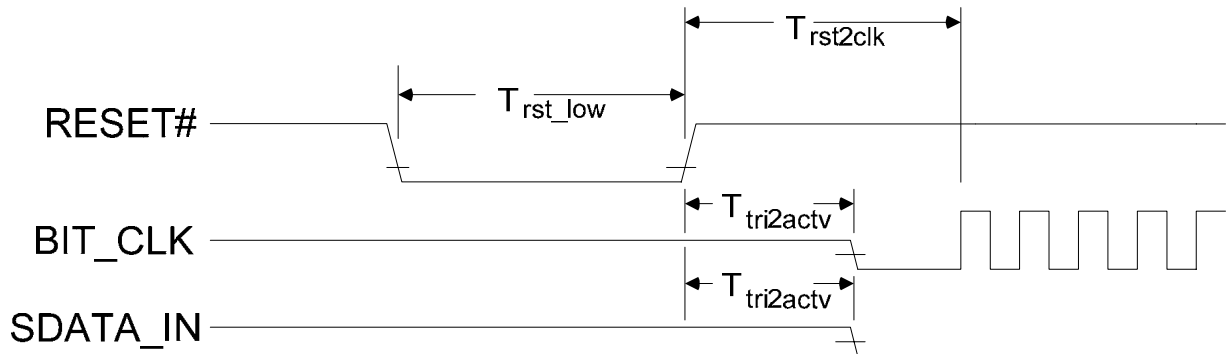 T rst2clk
T rst_low
RESET#
T tri2actv
BIT_CLK
T tri2actv
SDATA_IN